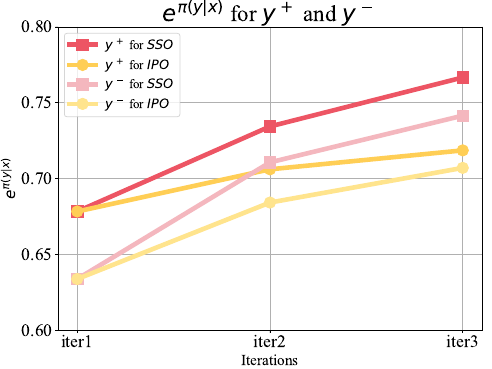 e^{π(y|x)} for y^+ and y^-
y^+ for SSO
y^+ for IPO
y^- for SSO
y^- for IPO
e^{π(y|x)}
0.80
0.75
0.70
0.65
0.60
iter1 iter2 iter3
Iterations